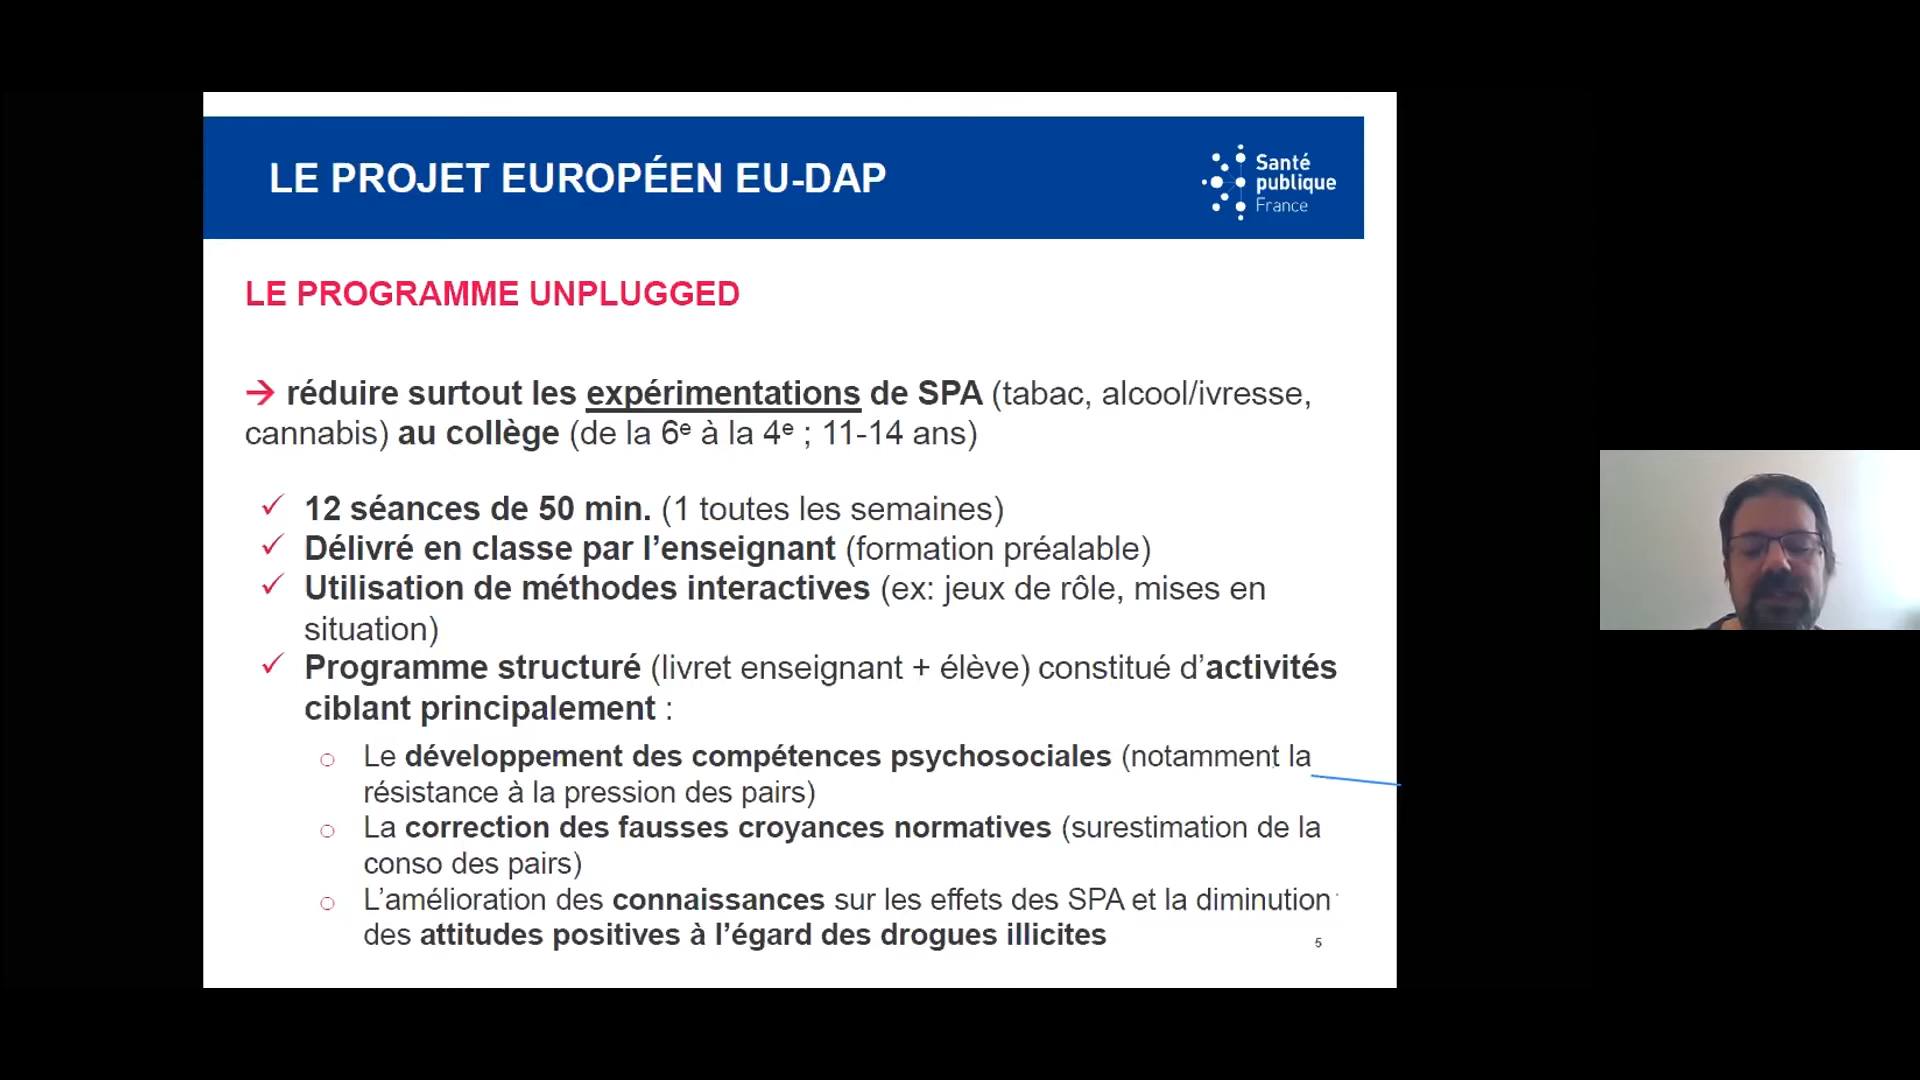 LE PROJET EUROPÉEN EU-DAP
Santé
publique
France
LE PROGRAMME UNPLUGGED
→ réduire surtout les expérimentations de SPA (tabac, alcool/ivresse,
cannabis) au collège (de la 6e à la 4e ; 11-14 ans)
✓ 12 séances de 50 min. (1 toutes les semaines)
✓ Délivré en classe par l’enseignant (formation préalable)
✓ Utilisation de méthodes interactives (ex: jeux de rôle, mises en
situation)
✓ Programme structuré (livret enseignant + élève) constitué d’activités
ciblant principalement :
○ Le développement des compétences psychosociales (notamment la
résistance à la pression des pairs)
○ La correction des fausses croyances normatives (surestimation de la
conso des pairs)
○ L’amélioration des connaissances sur les effets des SPA et la diminution
des attitudes positives à l’égard des drogues illicites
5